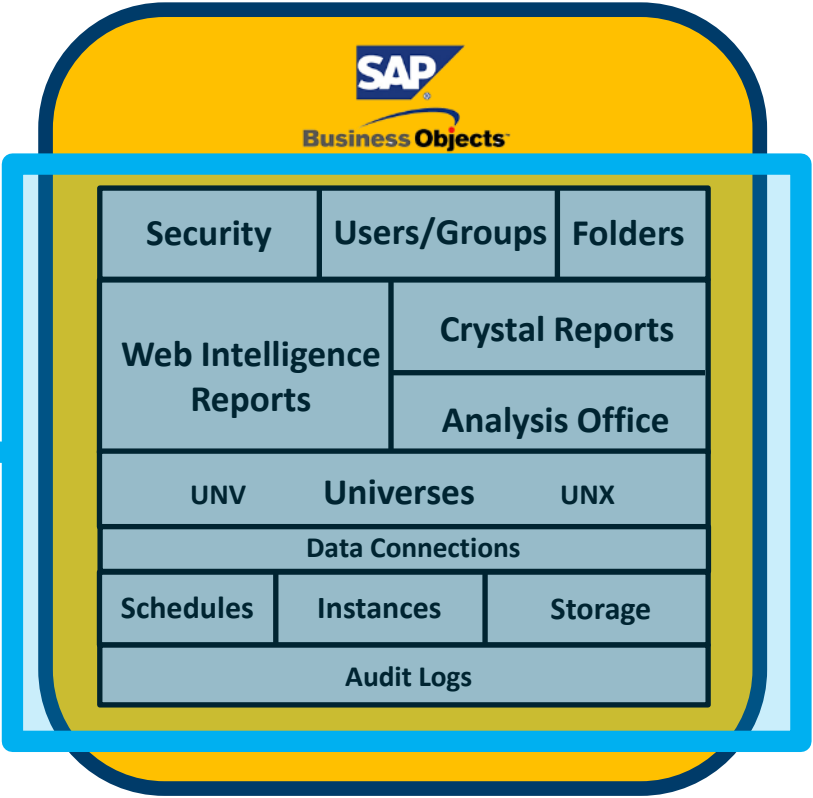 SAP
®
Business Objects™
Security
Users/Groups
Folders
Web Intelligence
Reports
Crystal Reports
Analysis Office
UNV
Universes
UNX
Data Connections
Schedules
Instances
Storage
Audit Logs